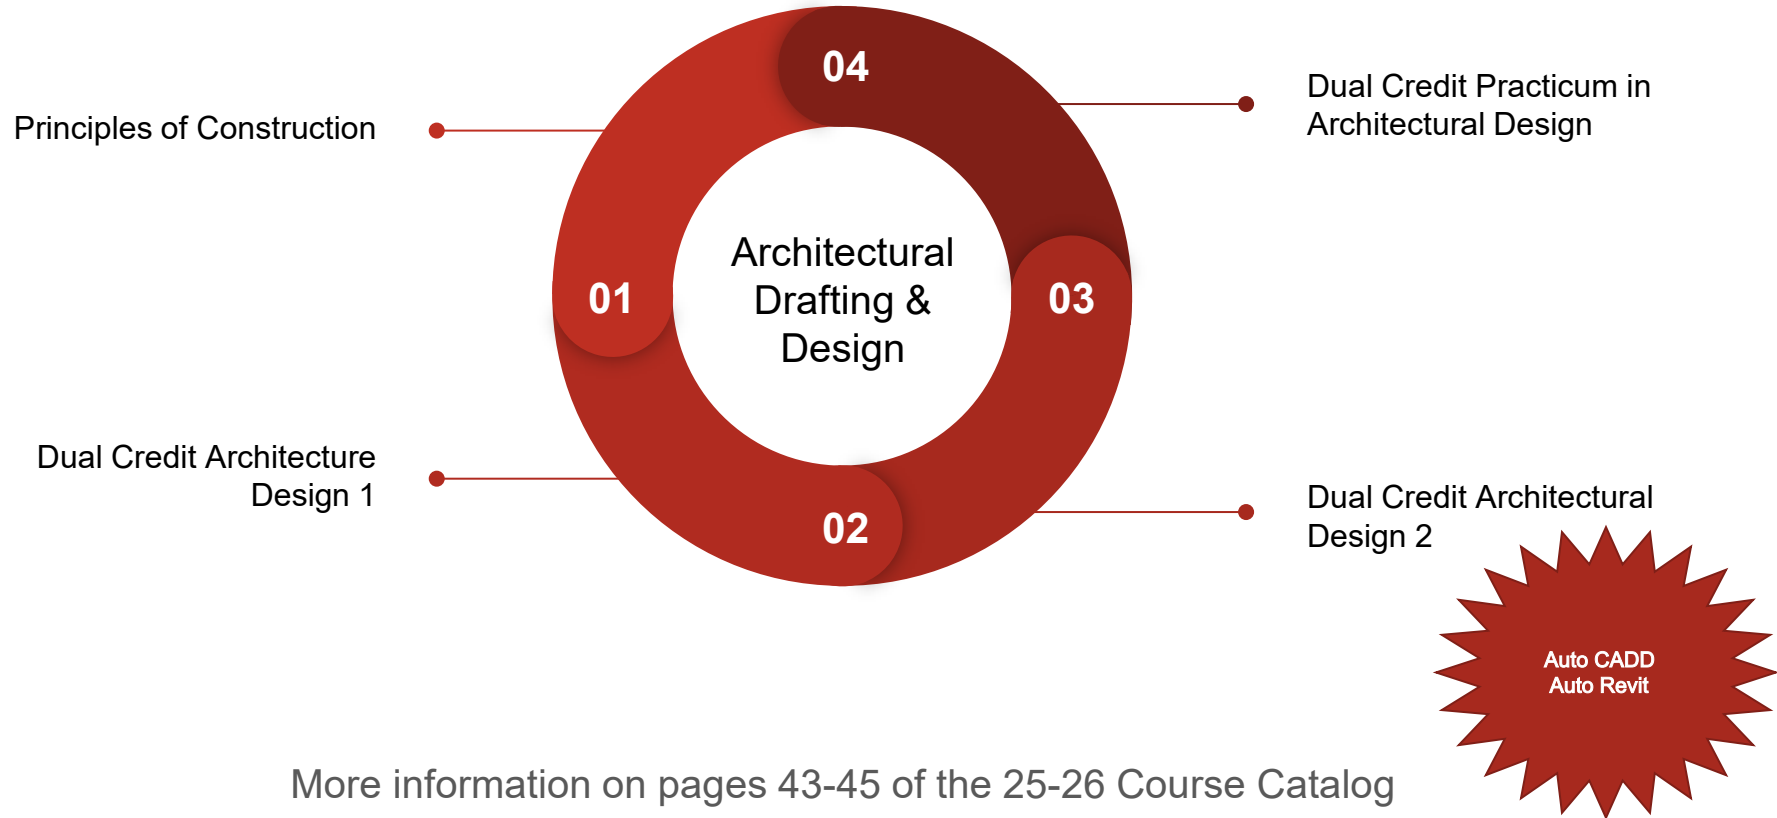 04
Dual Credit Practicum in
Architectural Design
Principles of Construction
Architectural
Drafting &
Design
01
03
Dual Credit Architecture
Design 1
02
Dual Credit Architectural
Design 2
Auto CADD
Auto Revit
More information on pages 43-45 of the 25-26 Course Catalog